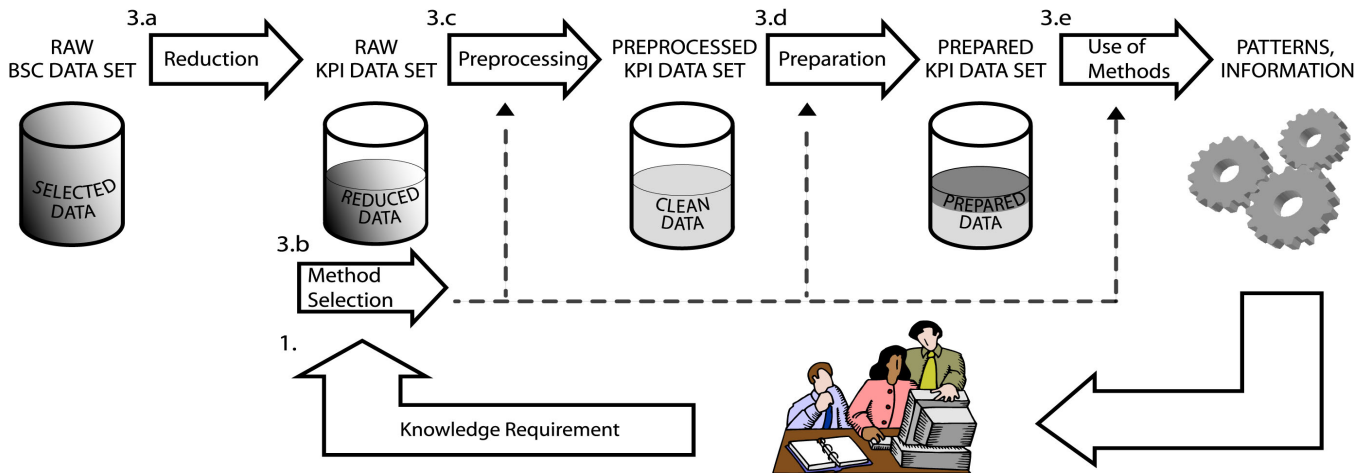 3.a
3.c
3.d
3.e
RAW
BSC DATA SET
Reduction
RAW
KPI DATA SET
Preprocessing
PREPROCESSED
KPI DATA SET
Preparation
PREPARED
KPI DATA SET
Use of
Methods
PATTERNS,
INFORMATION
SELECTED
DATA
REDUCED
DATA
CLEAN
DATA
PREPARED
DATA
3.b
Method
Selection
1.
Knowledge Requirement